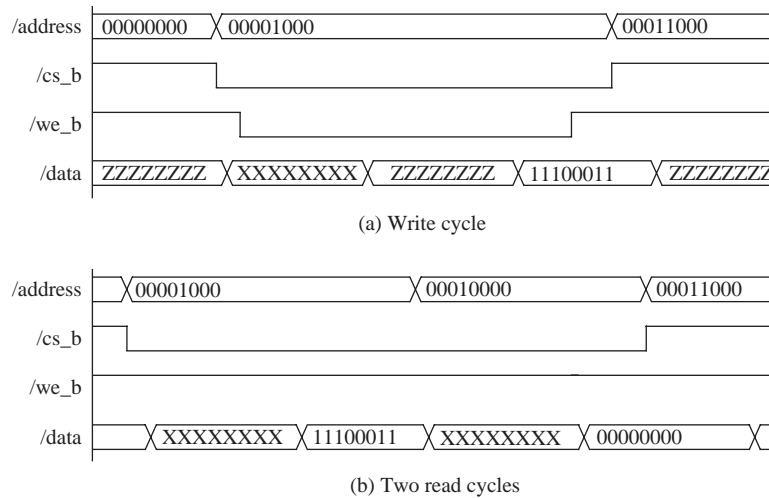 /address 00000000 00001000 00011000
/cs_b
/we_b
/data ZZZZZZZZ XXXXXXXX ZZZZZZZZ 11100011 ZZZZZZZZ
(a) Write cycle
/address 00001000 00010000 00011000
/cs_b
/we_b
/data XXXXXXXX 11100011 XXXXXXXX 00000000
(b) Two read cycles